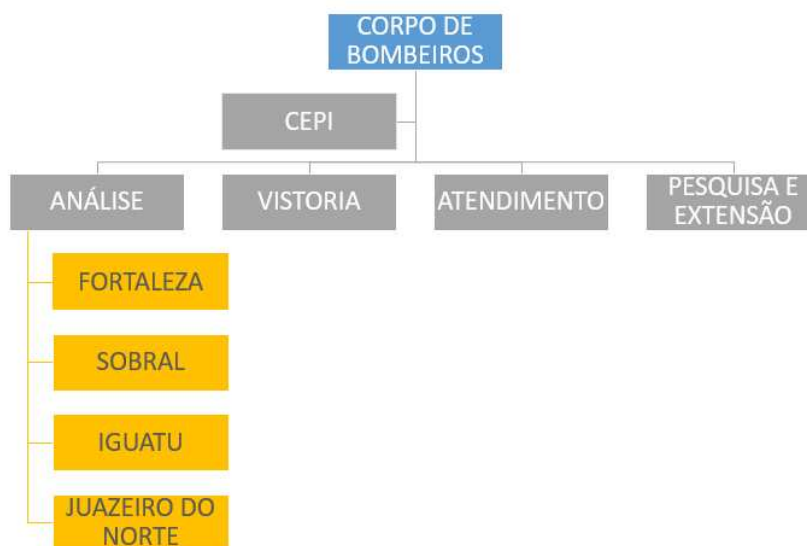 CORPO DE
BOMBEIROS
CEPI
ANÁLISE
VISTORIA
ATENDIMENTO
PESQUISA E
EXTENSÃO
FORTALEZA
SOBRAL
IGUATU
JUAZEIRO DO
NORTE